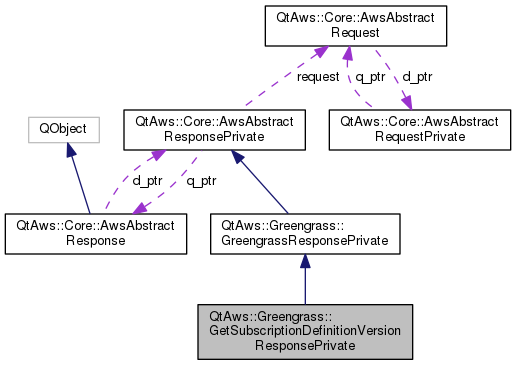 QtAws::Core::AwsAbstract
Request
request
q_ptr
d_ptr
QObject
QtAws::Core::AwsAbstract
ResponsePrivate
QtAws::Core::AwsAbstract
RequestPrivate
d_ptr
q_ptr
QtAws::Core::AwsAbstract
Response
QtAws::Greengrass::
GreengrassResponsePrivate
QtAws::Greengrass::
GetSubscriptionDefinitionVersion
ResponsePrivate